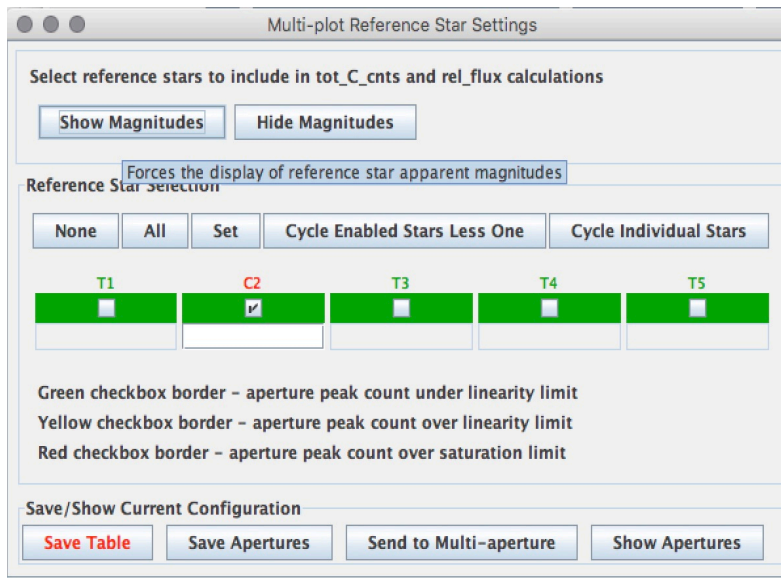 Multi-plot Reference Star Settings
Select reference stars to include in tot_C_cnts and rel_flux calculations
Show Magnitudes Hide Magnitudes
Forces the display of reference star apparent magnitudes
Reference Star Selection
None All Set Cycle Enabled Stars Less One Cycle Individual Stars
T1 C2 T3 T4 T5
Green checkbox border – aperture peak count under linearity limit
Yellow checkbox border – aperture peak count over linearity limit
Red checkbox border – aperture peak count over saturation limit
Save/Show Current Configuration
Save Table Save Apertures Send to Multi-aperture Show Apertures